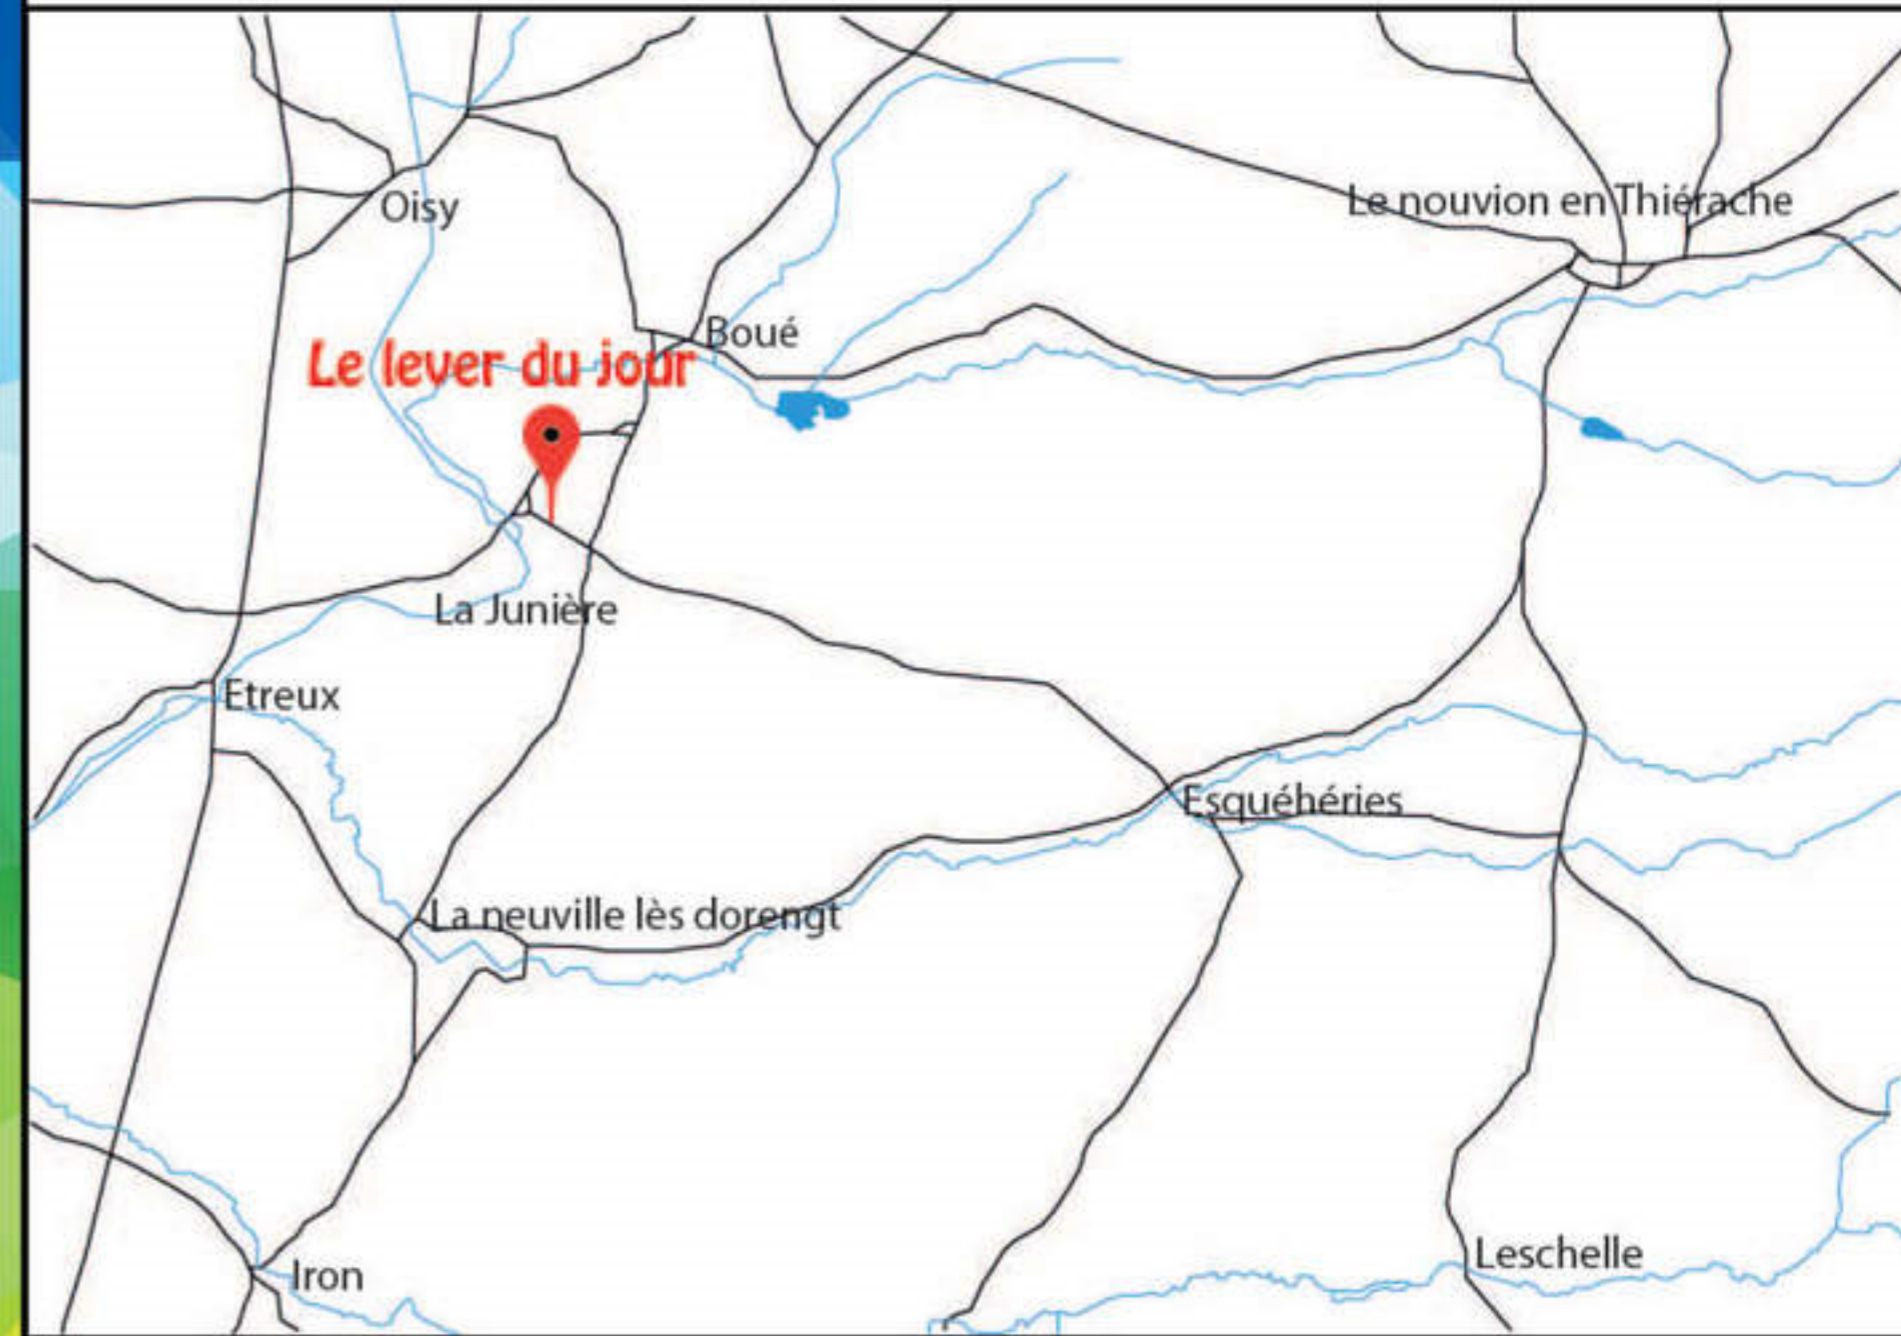 Le nouvion en Thiérache
Oisy
Boué
Le lever du jour
La Junière
Etreux
Esquéhéries
La neuville lès dorengt
Leschelle
Iron